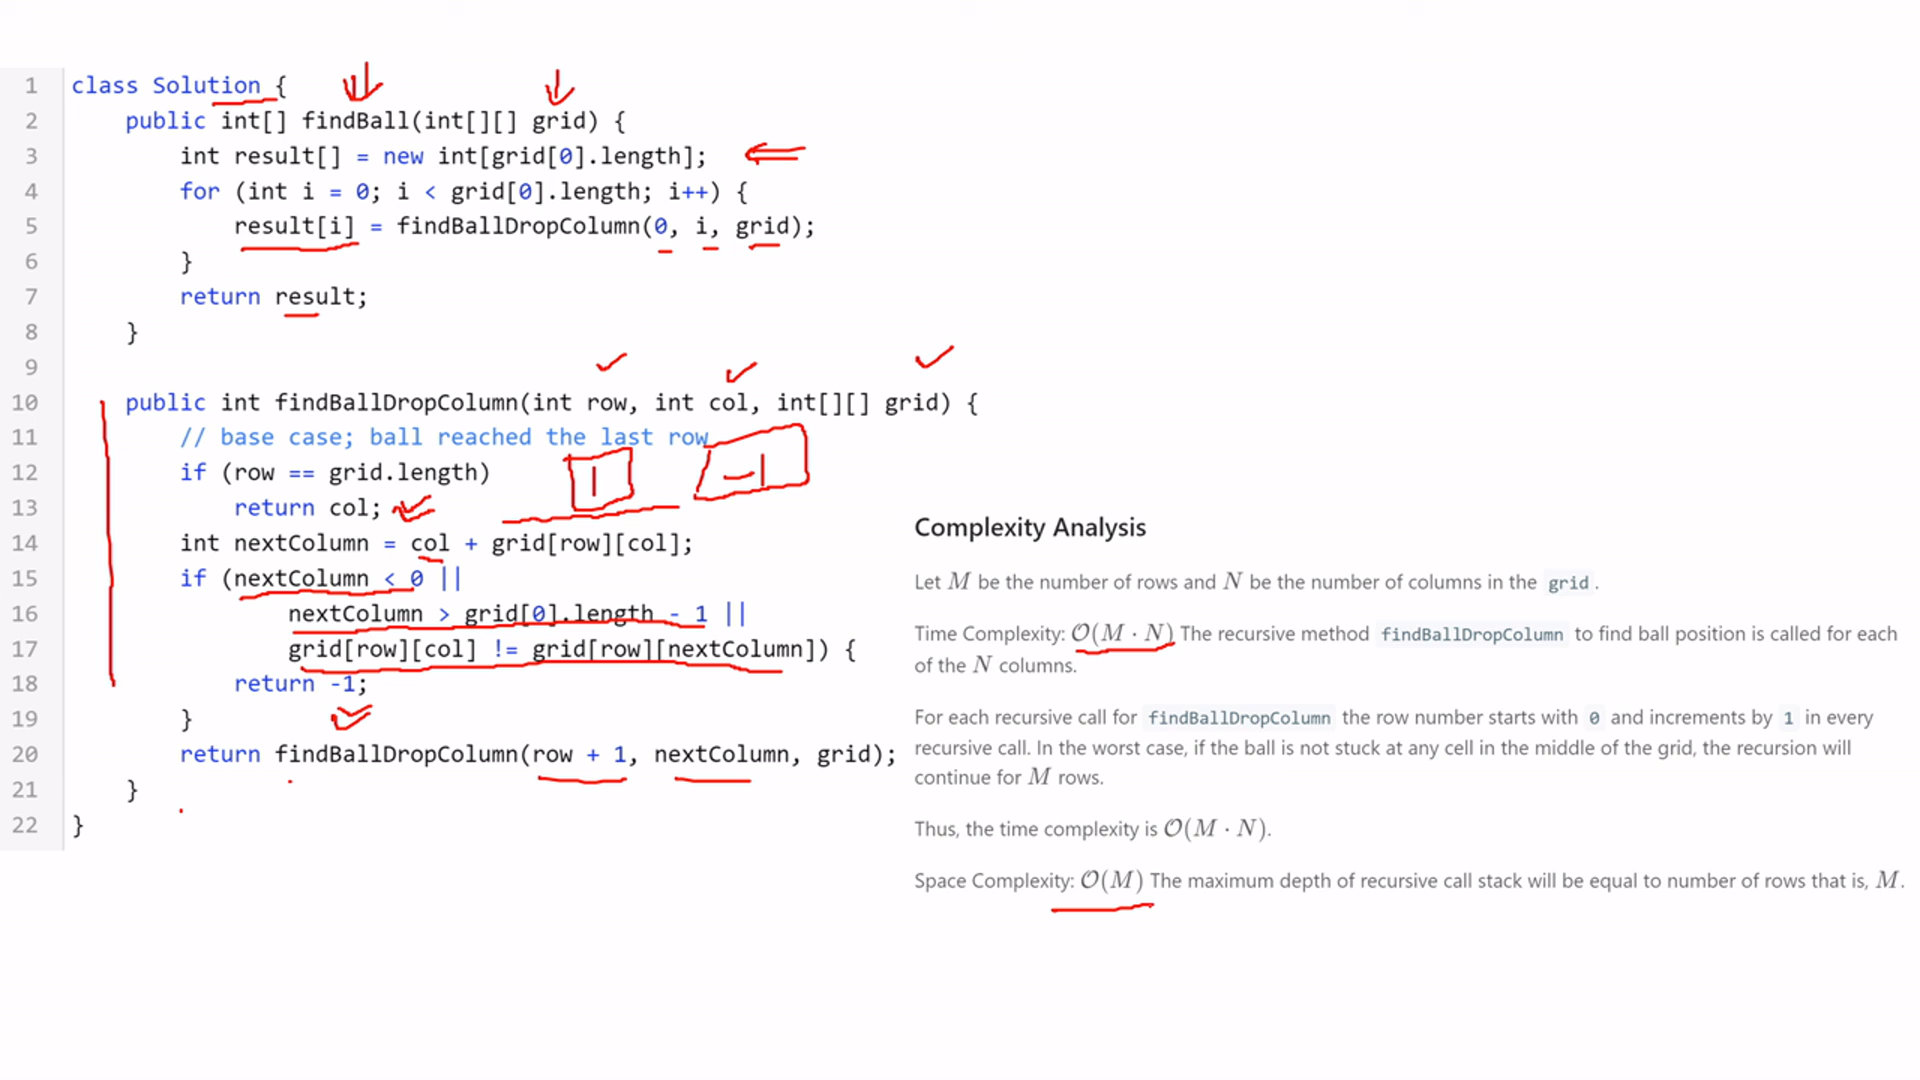 1 class Solution {
2 public int[] findBall(int[][] grid) {
3 int result[] = new int[grid[0].length];
4 for (int i = 0; i < grid[0].length; i++) {
5 result[i] = findBallDropColumn(0, i, grid);
6 }
7 return result;
8 }
9
10 public int findBallDropColumn(int row, int col, int[][] grid) {
11 // base case; ball reached the last row
12 if (row == grid.length)
1 -1
13 return col;
14 int nextColumn = col + grid[row][col];
15 if (nextColumn < 0 ||
16 nextColumn > grid[0].length - 1 ||
17 grid[row][col] != grid[row][nextColumn]) {
18 return -1;
19 }
20 return findBallDropColumn(row + 1, nextColumn, grid);
21 }
22 }
Complexity Analysis
Let M be the number of rows and N be the number of columns in the grid.
Time Complexity: O(M · N) The recursive method findBallDropColumn to find ball position is called for each
of the N columns.
For each recursive call for findBallDropColumn the row number starts with 0 and increments by 1 in every
recursive call. In the worst case, if the ball is not stuck at any cell in the middle of the grid, the recursion will
continue for M rows.
Thus, the time complexity is O(M · N).
Space Complexity: O(M) The maximum depth of recursive call stack will be equal to number of rows that is, M.